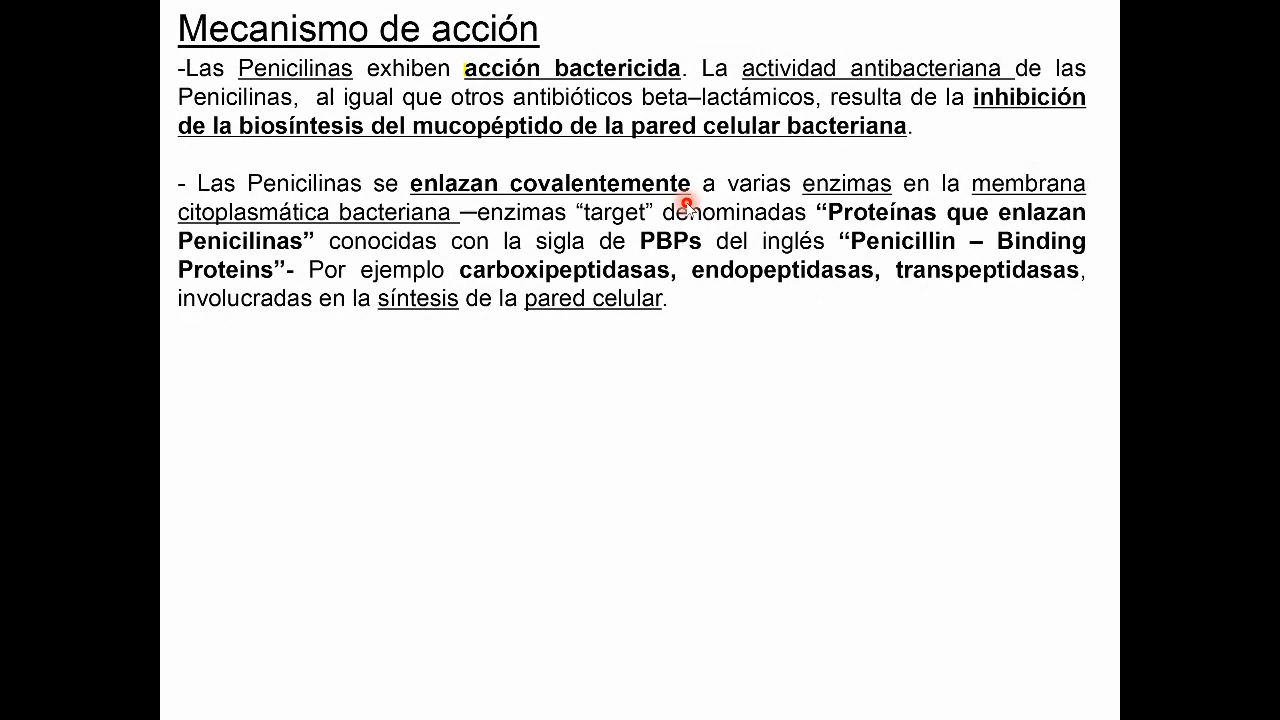 Mecanismo de acción
-Las Penicilinas exhiben acción bactericida. La actividad antibacteriana de las
Penicilinas, al igual que otros antibióticos beta–lactámicos, resulta de la inhibición
de la biosíntesis del mucopéptido de la pared celular bacteriana.
- Las Penicilinas se enlazan covalentemente a varias enzimas en la membrana
citoplasmática bacteriana —enzimas “target” denominadas “Proteínas que enlazan
Penicilinas” conocidas con la sigla de PBPs del inglés “Penicillin – Binding
Proteins”- Por ejemplo carboxipeptidasas, endopeptidasas, transpeptidasas,
involucradas en la síntesis de la pared celular.